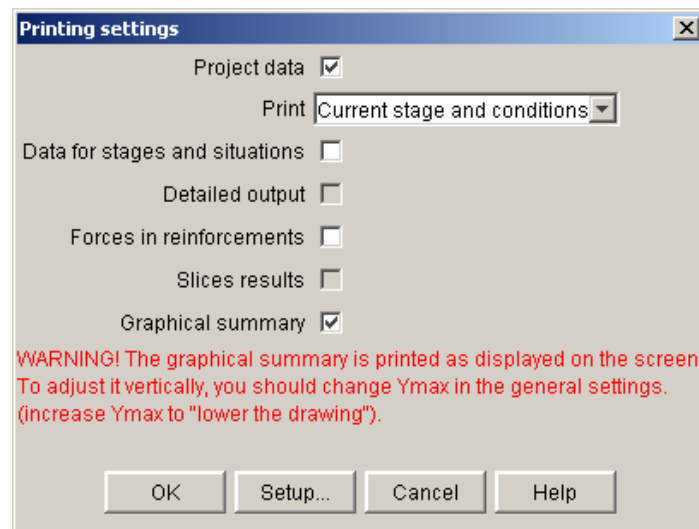 Printing settings
Project data
Print Current stage and conditions
Data for stages and situations
Detailed output
Forces in reinforcements
Slices results
Graphical summary
WARNING! The graphical summary is printed as displayed on the screen
To adjust it vertically, you should change Ymax in the general settings.
(increase Ymax to "lower the drawing").
OK Setup... Cancel Help